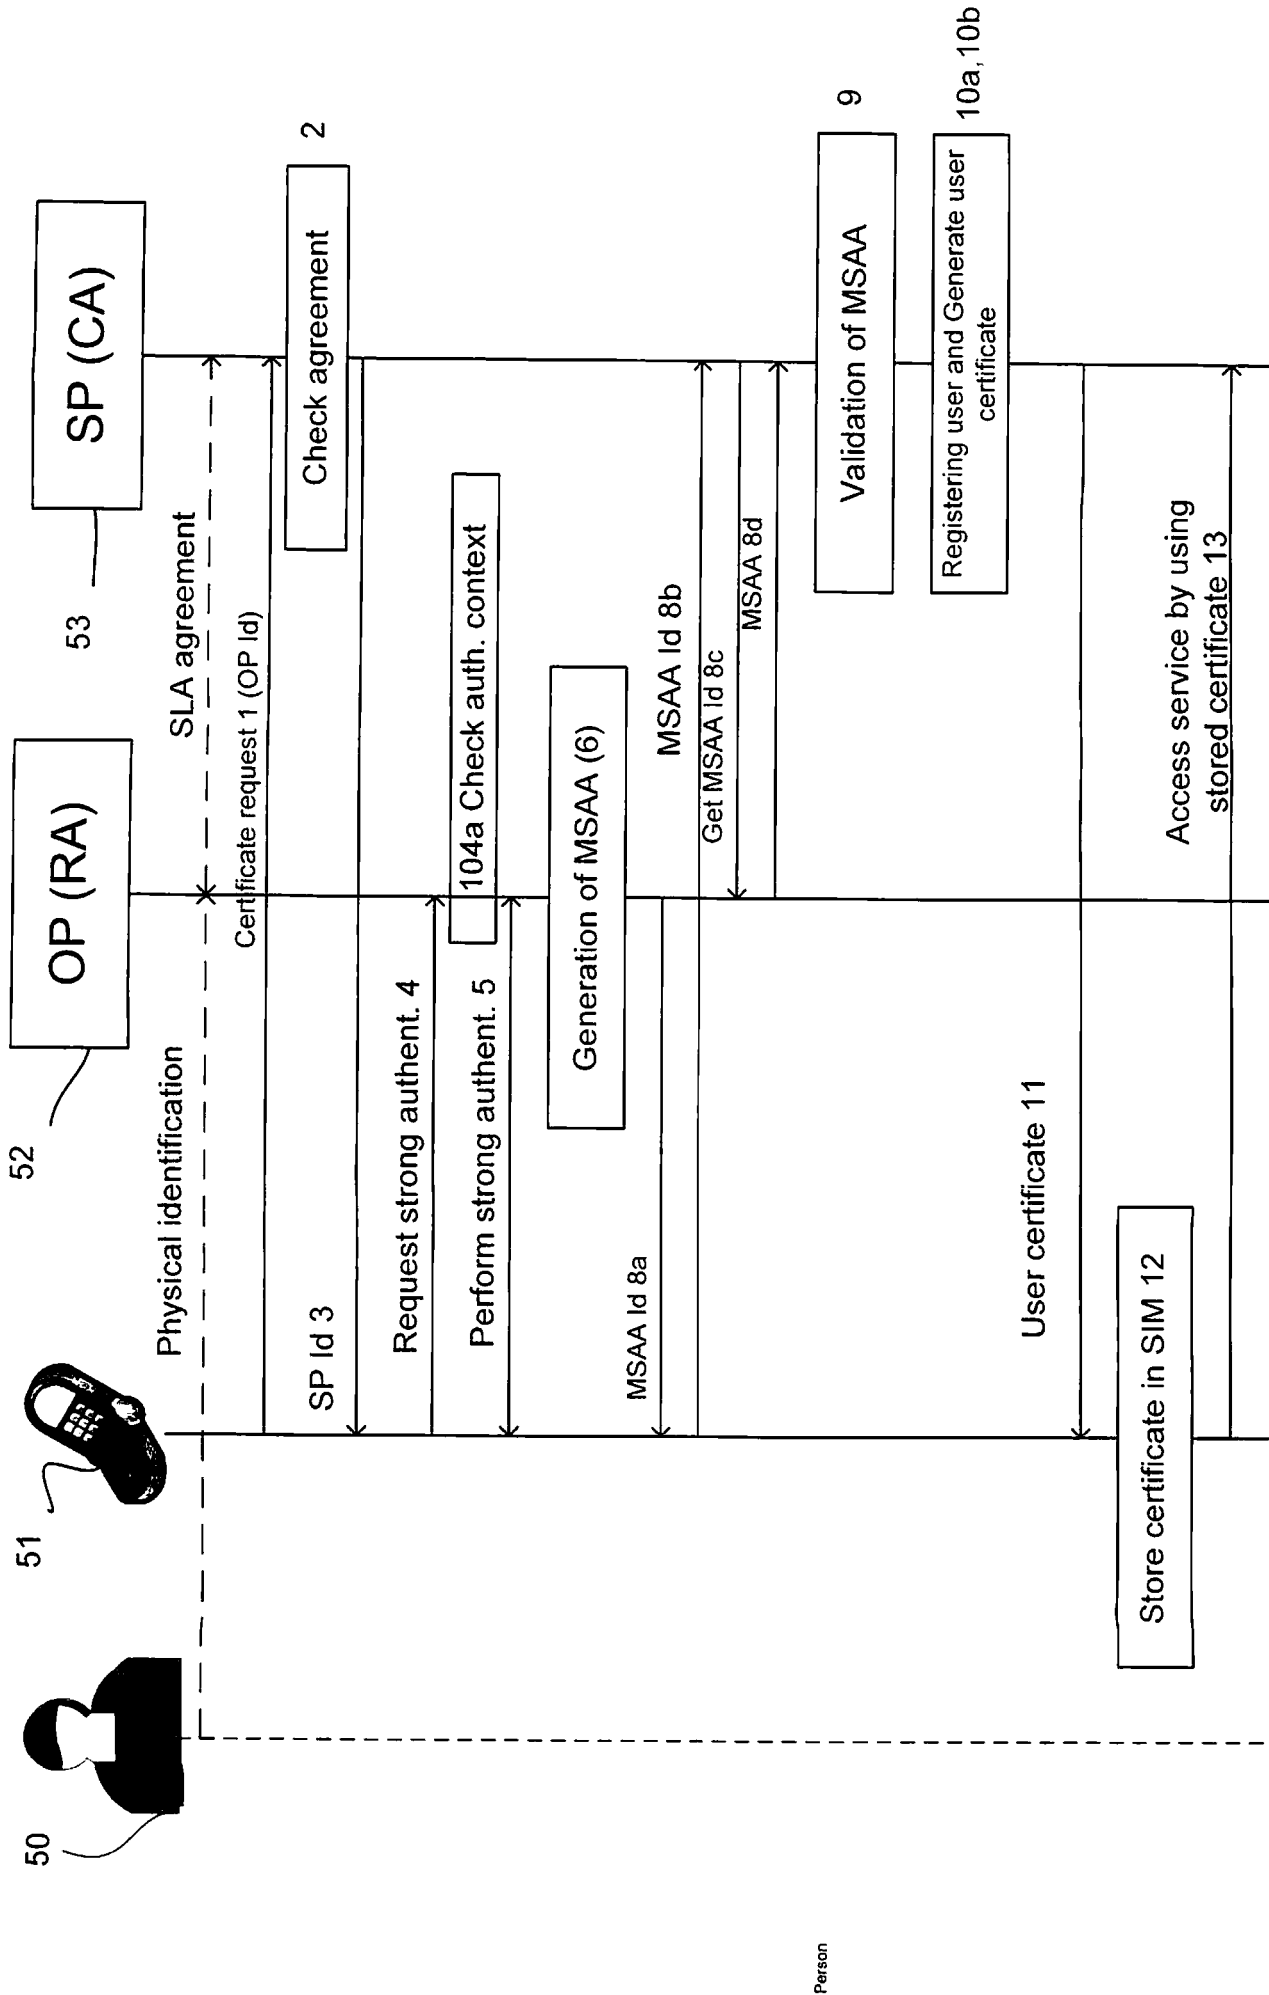 50
51
52
OP (RA)
53
SP (CA)
Physical identification
SLA agreement
Certificate request 1 (OP Id)
Check agreement
2
SP Id 3
Request strong authent. 4
104a Check auth. context
Perform strong authent. 5
Generation of MSAA (6)
MSAA Id 8a
MSAA Id 8b
Get MSAA Id 8c
MSAA 8d
Validation of MSAA
9
Registering user and Generate user
certificate
10a,10b
User certificate 11
Store certificate in SIM 12
Access service by using
stored certificate 13
Person